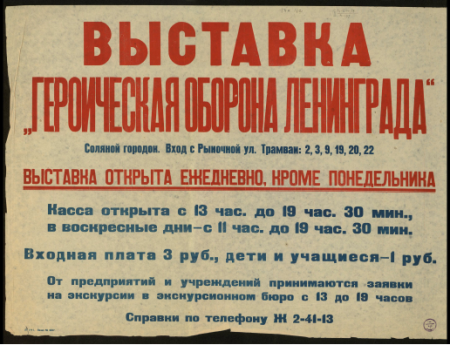 ВЫСТАВКА
„ГЕРОИЧЕСКАЯ ОБОРОНА ЛЕНИНГРАДА“
Соляной городок. Вход с Рыночной ул. Трамваи: 2, 3, 9, 19, 20, 22
ВЫСТАВКА ОТКРЫТА ЕЖЕДНЕВНО, КРОМЕ ПОНЕДЕЛЬНИКА
Касса открыта с 13 час. до 19 час. 30 мин.,
в воскресные дни–с 11 час. до 19 час. 30 мин.
Входная плата 3 руб., дети и учащиеся–1 руб.
От предприятий и учреждений принимаются заявки
на экскурсии в экскурсионном бюро с 13 до 19 часов
Справки по телефону Ж 2-41-13